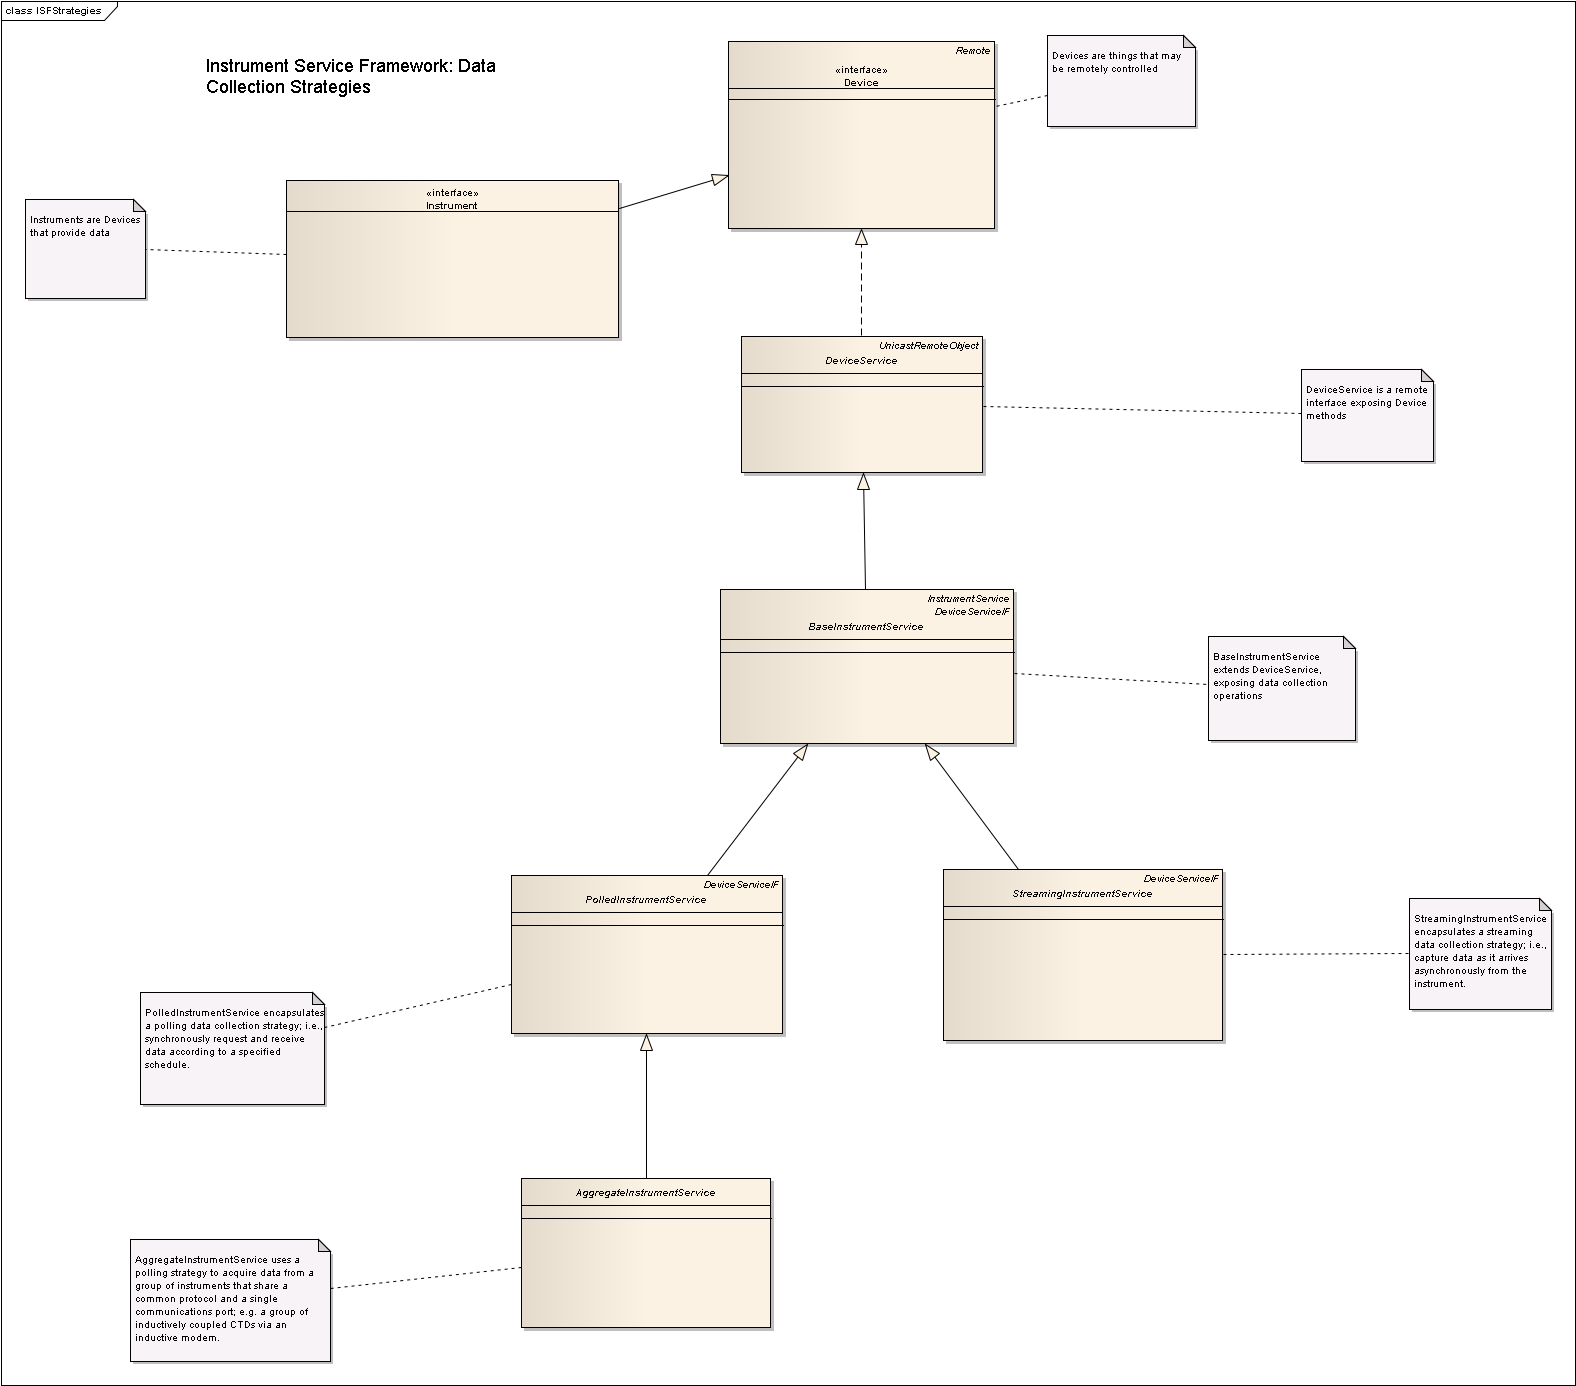 class ISFStrategies
Instrument Service Framework: Data
Collection Strategies
Remote
«interface»
Device
Devices are things that may
be remotely controlled
«interface»
Instrument
Instruments are Devices
that provide data
UnicastRemoteObject
DeviceService
DeviceService is a remote
interface exposing Device
methods
InstrumentService
DeviceServiceIF
BaseInstrumentService
BaseInstrumentService
extends DeviceService,
exposing data collection
operations
DeviceServiceIF
PolledInstrumentService
DeviceServiceIF
StreamingInstrumentService
StreamingInstrumentService
encapsulates a streaming
data collection strategy; i.e.,
capture data as it arrives
asynchronously from the
instrument.
PolledInstrumentService encapsulates
a polling data collection strategy; i.e.,
synchronously request and receive
data according to a specified
schedule.
AggregateInstrumentService
AggregateInstrumentService uses a
polling strategy to acquire data from a
group of instruments that share a
common protocol and a single
communications port; e.g. a group of
inductively coupled CTDs via an
inductive modem.